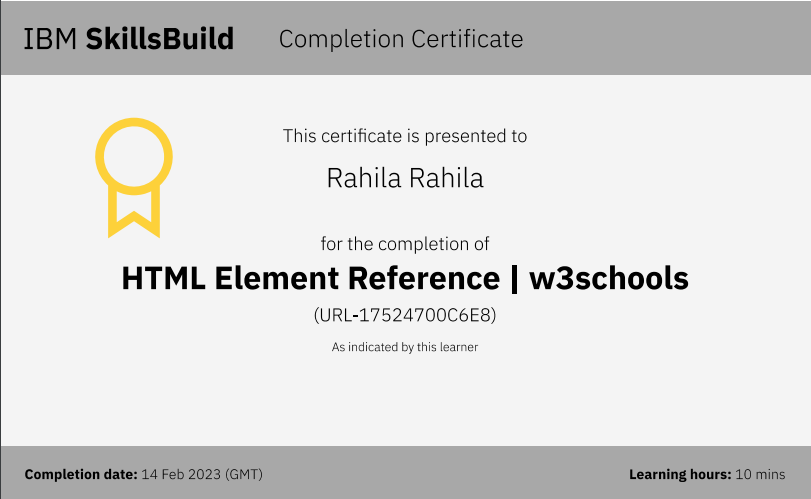 IBM SkillsBuild Completion Certificate
This certificate is presented to
Rahila Rahila
for the completion of
HTML Element Reference | w3schools
(URL-17524700C6E8)
As indicated by this learner
Completion date: 14 Feb 2023 (GMT) Learning hours: 10 mins